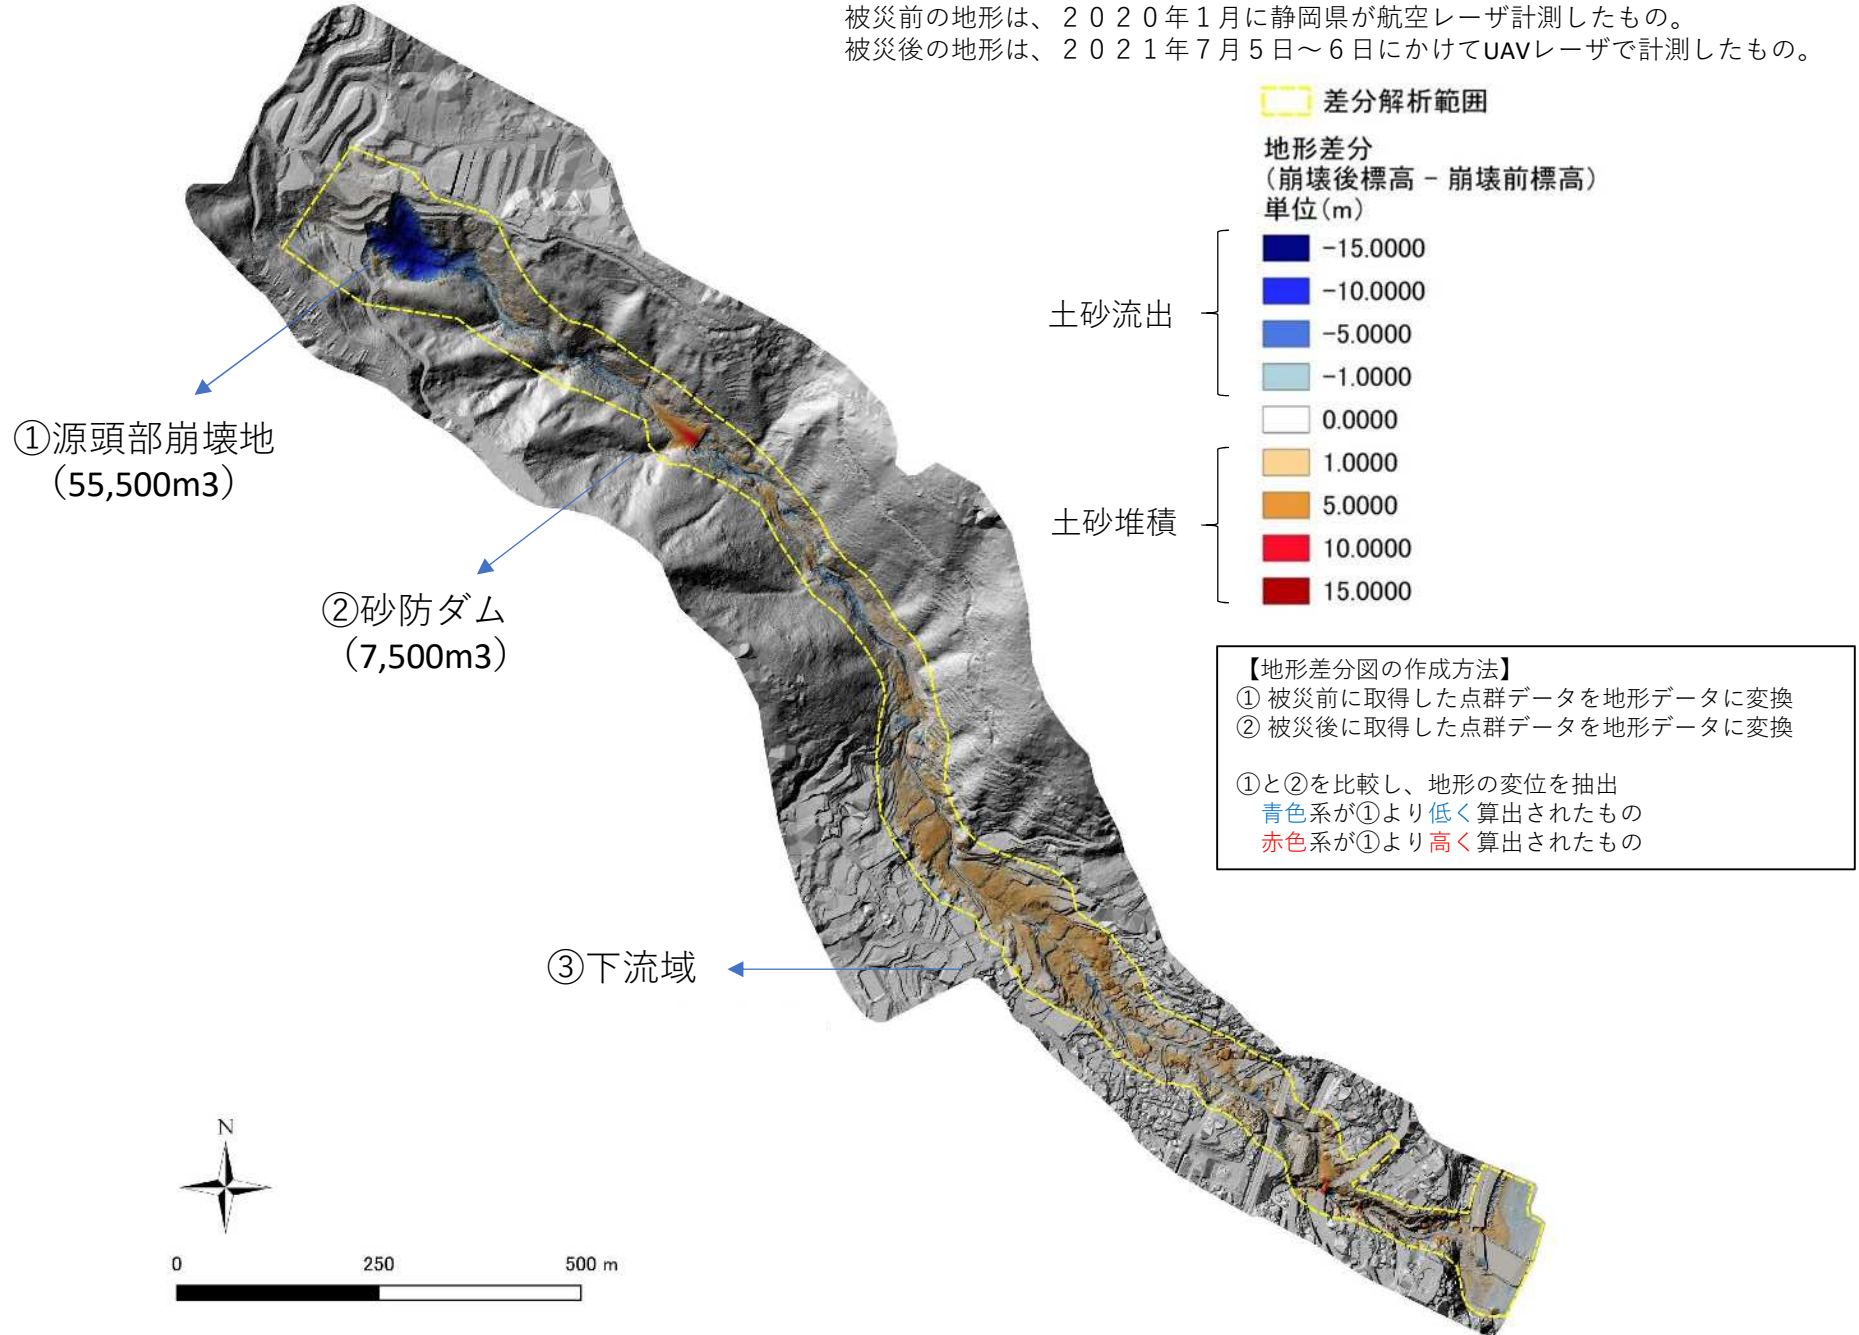 被災前の地形は、２０２０年１月に静岡県が航空レーザ計測したもの。
被災後の地形は、２０２１年７月５日～６日にかけてUAVレーザで計測したもの。
差分解析範囲
地形差分
（崩壊後標高 − 崩壊前標高）
単位（m）
土砂流出
-15.0000
-10.0000
-5.0000
-1.0000
0.0000
土砂堆積
1.0000
5.0000
10.0000
15.0000
①源頭部崩壊地
（55,500m3）
②砂防ダム
（7,500m3）
③下流域
【地形差分図の作成方法】
① 被災前に取得した点群データを地形データに変換
② 被災後に取得した点群データを地形データに変換
①と②を比較し、地形の変位を抽出
青色系が①より低く算出されたもの
赤色系が①より高く算出されたもの
N
0 250 500 m